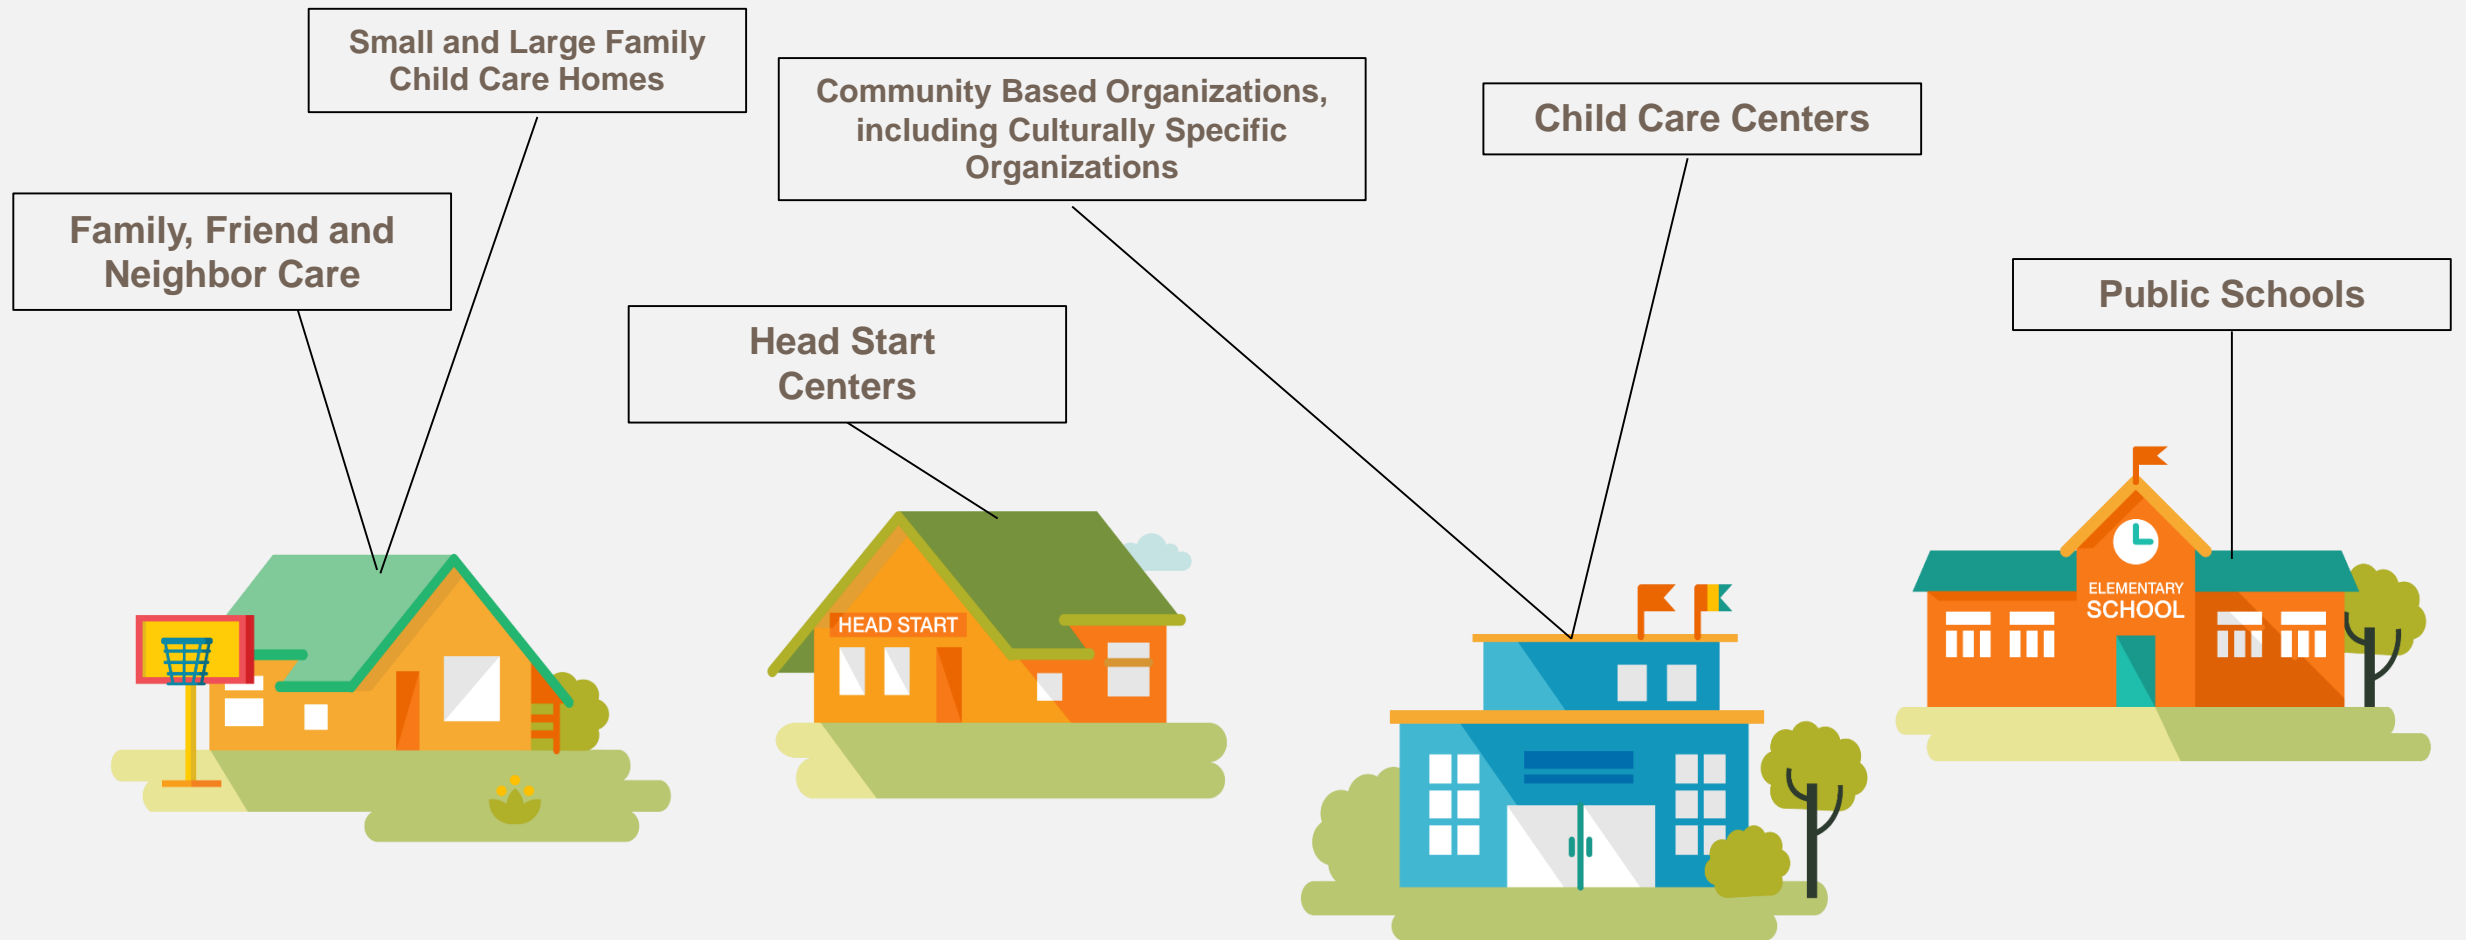 Small and Large Family
Child Care Homes
Community Based Organizations,
including Culturally Specific
Organizations
Child Care Centers
Family, Friend and
Neighbor Care
Public Schools
Head Start
Centers
HEAD START
ELEMENTARY
SCHOOL